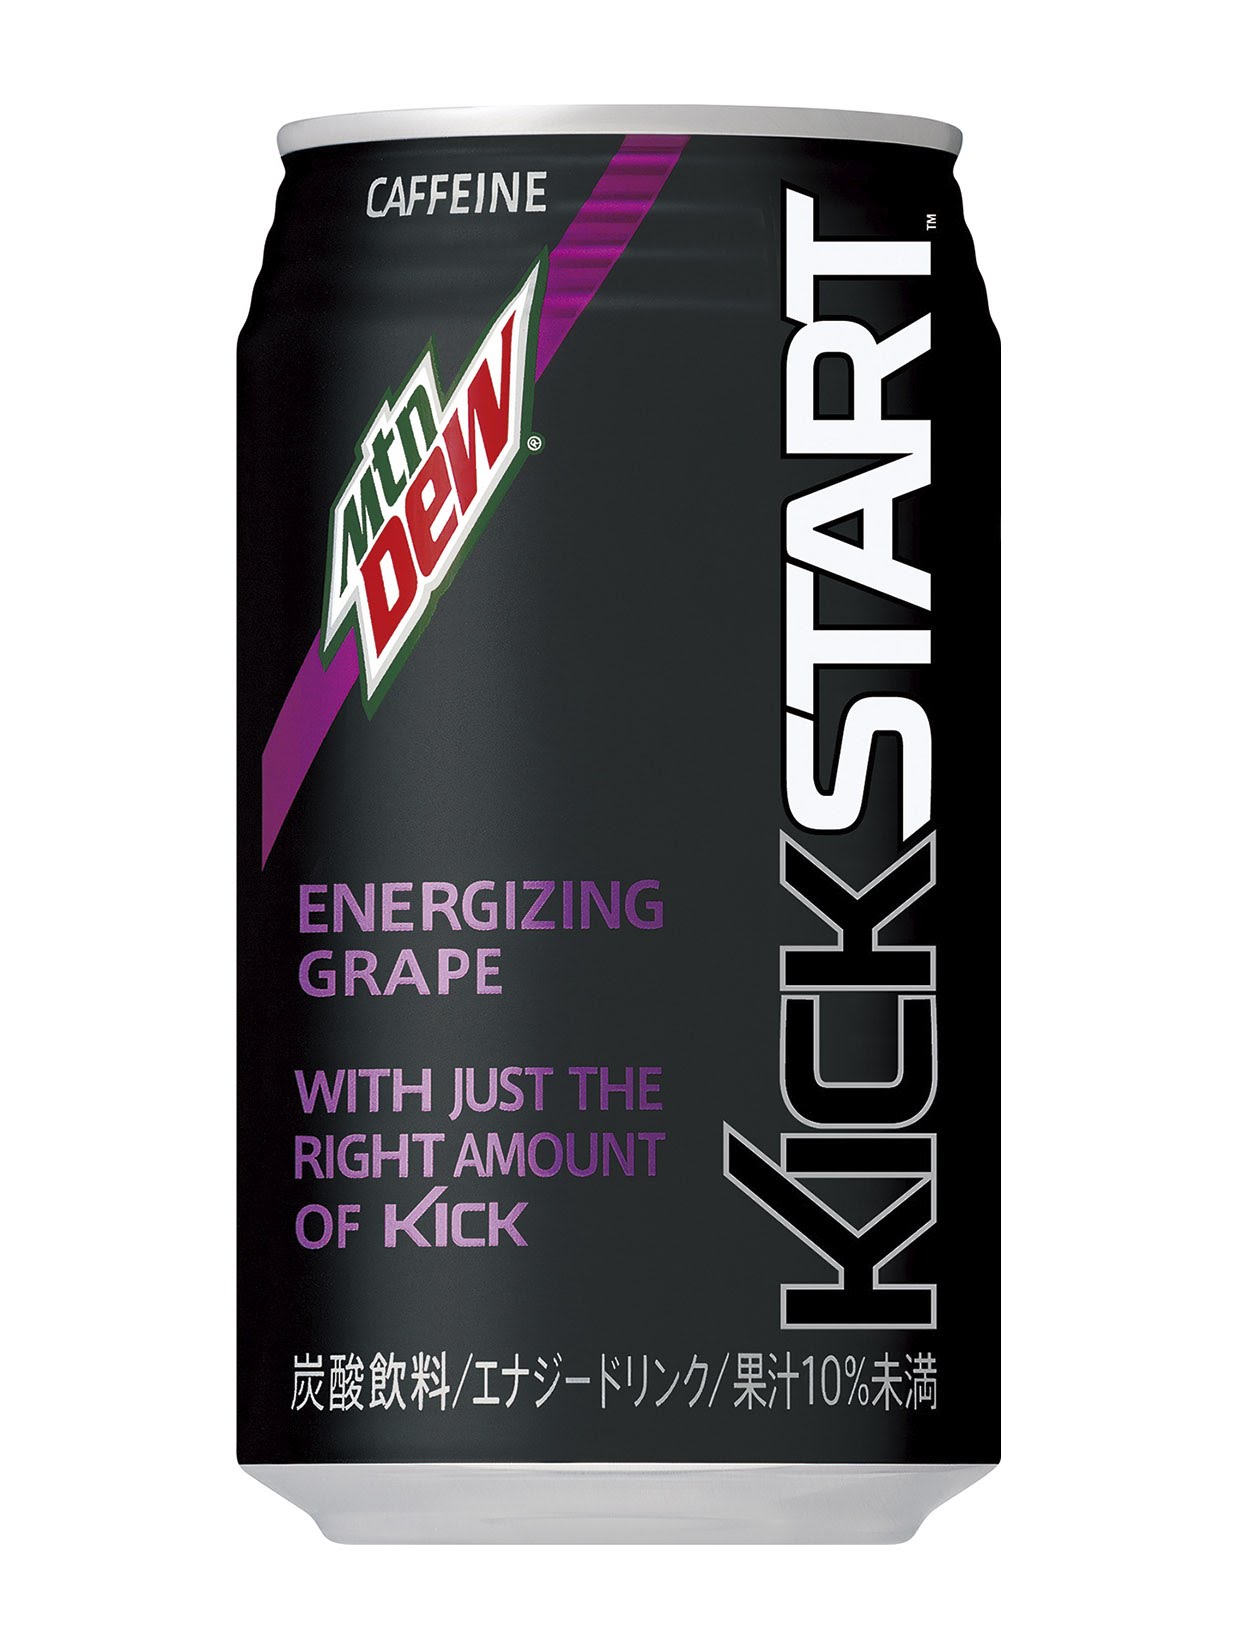 CAFFEINE
Mtn
DEW®
KICKSTART™
ENERGIZING
GRAPE
WITH JUST THE
RIGHT AMOUNT
OF KICK
炭酸飲料/エナジードリンク/果汁10%未満